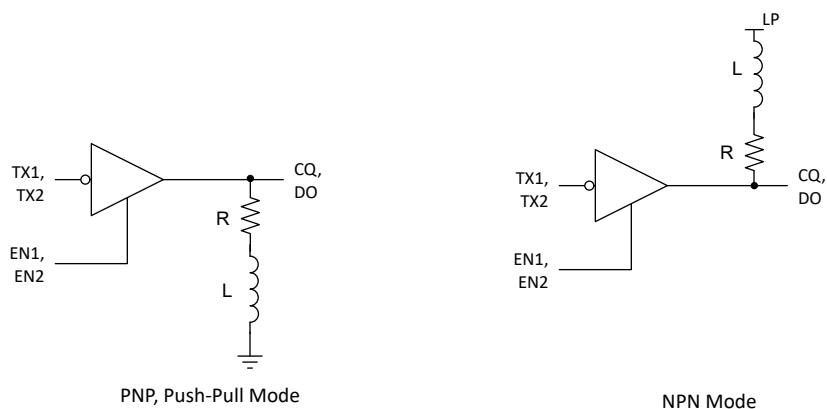 TX1,
TX2
EN1,
EN2
CQ,
DO
R
L
PNP, Push-Pull Mode
LP
L
R
TX1,
TX2
CQ,
DO
EN1,
EN2
NPN Mode